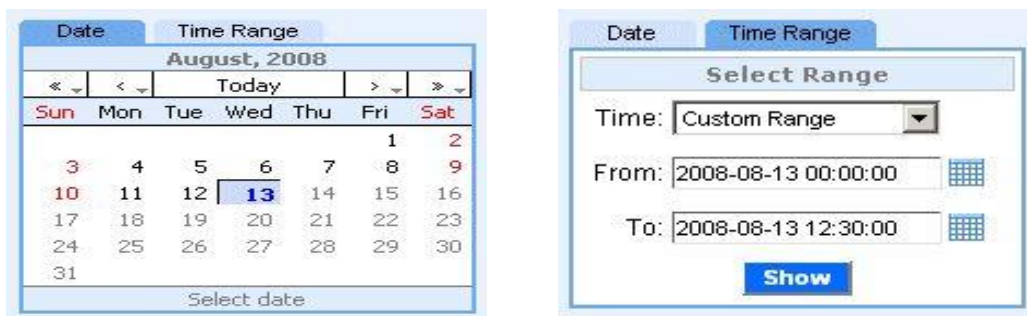 Date Time Range
August, 2008
« ‹ Today › »
Sun Mon Tue Wed Thu Fri Sat
1 2
3 4 5 6 7 8 9
10 11 12 13 14 15 16
17 18 19 20 21 22 23
24 25 26 27 28 29 30
31
Select date
Date Time Range
Select Range
Time: Custom Range
From: 2008-08-13 00:00:00
To: 2008-08-13 12:30:00
Show